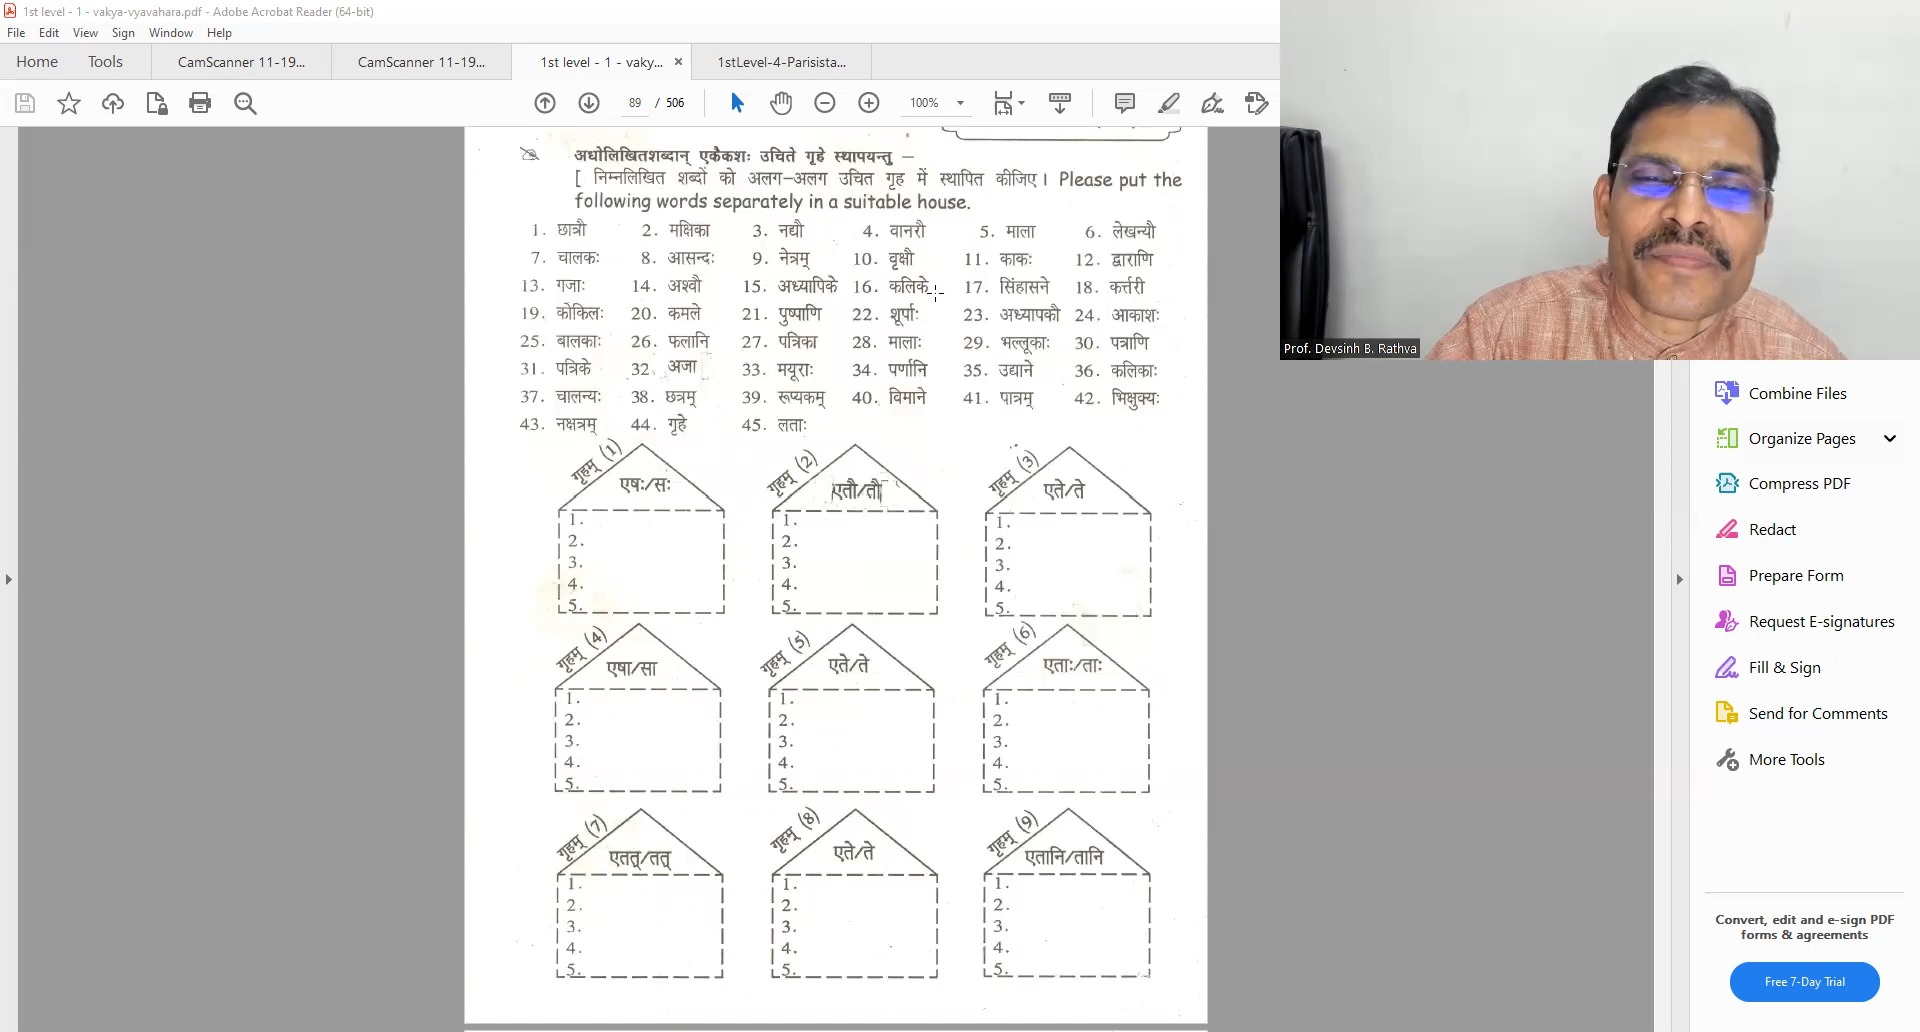 1st level - 1 - vakya-vyavahara.pdf - Adobe Acrobat Reader (64-bit)
File Edit View Sign Window Help
Home Tools CamScanner 11-19... CamScanner 11-19... 1st level - 1 - vaky... × 1stLevel-4-Parisista...
89 / 506 100%
अधोलिखितशब्दान् एकैकशः उचिते गृहे स्थापयन्तु –
[ निम्नलिखित शब्दों को अलग–अलग उचित गृह में स्थापित कीजिए। Please put the
following words separately in a suitable house.
1. छात्रौ 2. मक्षिका 3. नद्यौ 4. वानरौ 5. माला 6. लेखन्यौ
7. चालकः 8. आसन्दः 9. नेत्रम् 10. वृक्षौ 11. काकः 12. द्वाराणि
13. गजाः 14. अश्वौ 15. अध्यापिके 16. कलिके 17. सिंहासने 18. कर्त्तरी
19. कोकिलः 20. कमले 21. पुष्पाणि 22. शूर्पाः 23. अध्यापकौ 24. आकाशः
25. बालकाः 26. फलानि 27. पत्रिका 28. मालाः 29. भल्लूकाः 30. पत्राणि
31. पत्रिके 32. अजा 33. मयूराः 34. पर्णानि 35. उद्याने 36. कलिकाः
37. चालन्यः 38. छत्रम् 39. रूप्यकम् 40. विमाने 41. पात्रम् 42. भिक्षुक्यः
43. नक्षत्रम् 44. गृहे 45. लताः
गृहम् (1) गृहम् (2) गृहम् (3)
एषः/सः एतौ/तौ एते/ते
1. 1. 1.
2. 2. 2.
3. 3. 3.
4. 4. 4.
5. 5. 5.
गृहम् (4) गृहम् (5) गृहम् (6)
एषा/सा एते/ते एताः/ताः
1. 1. 1.
2. 2. 2.
3. 3. 3.
4. 4. 4.
5. 5. 5.
गृहम् (7) गृहम् (8) गृहम् (9)
एतत्/तत् एते/ते एतानि/तानि
1. 1. 1.
2. 2. 2.
3. 3. 3.
4. 4. 4.
5. 5. 5.
Prof. Devsinh B. Rathva
Combine Files
Organize Pages
Compress PDF
Redact
Prepare Form
Request E-signatures
Fill & Sign
Send for Comments
More Tools
Convert, edit and e-sign PDF
forms & agreements
Free 7-Day Trial